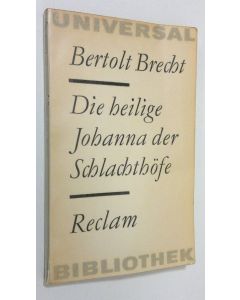 UNIVERSAL
Bertolt Brecht
Die heilige
Johanna der
Schlachthöfe
Reclam
BIBLIOTHEK